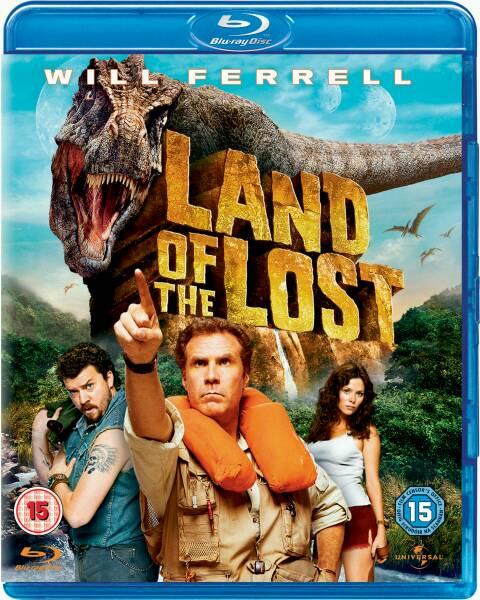 Blu-ray Disc
WILL FERRELL
LAND
OF
THE
LOST
15
15
Blu-ray Disc
UNIVERSAL